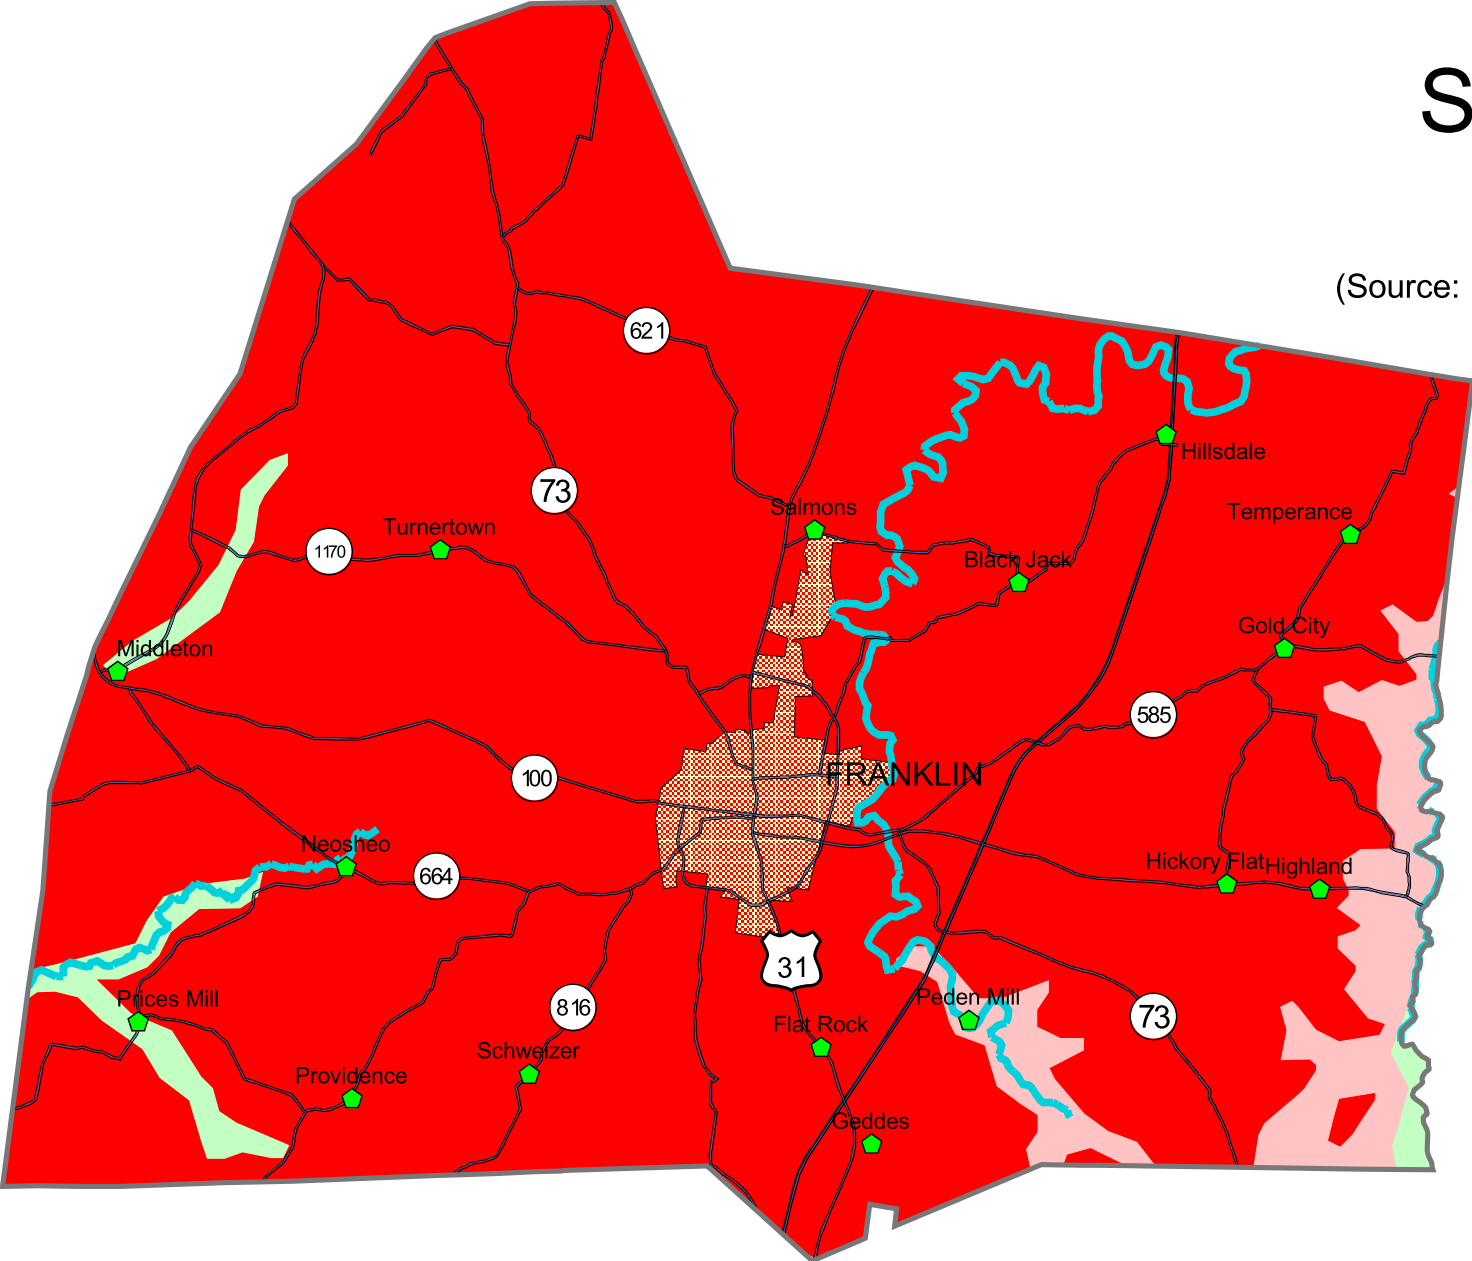 S
(Source:
621
Hillsdale
73
Salmons
Temperance
Turnertown
1170
Black Jack
Gold City
Middleton
585
FRANKLIN
100
Neosheo
Hickory Flat
Highland
664
31
Prices Mill
Peden Mill
816
73
Flat Rock
Schweizer
Providence
Geddes